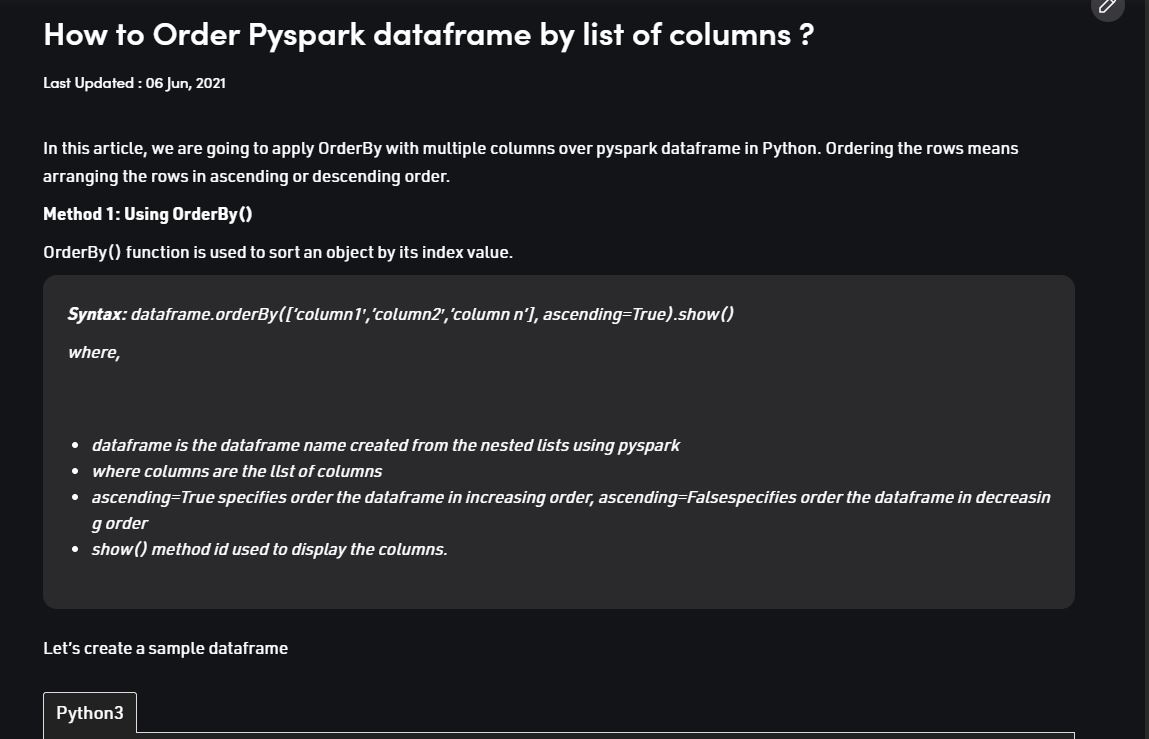 How to Order Pyspark dataframe by list of columns ?
Last Updated : 06 Jun, 2021
In this article, we are going to apply OrderBy with multiple columns over pyspark dataframe in Python. Ordering the rows means
arranging the rows in ascending or descending order.
Method 1: Using OrderBy()
OrderBy() function is used to sort an object by its index value.
Syntax: dataframe.orderBy(['column1′,'column2′,'column n'], ascending=True).show()
where,
• dataframe is the dataframe name created from the nested lists using pyspark
• where columns are the llst of columns
• ascending=True specifies order the dataframe in increasing order, ascending=Falsespecifies order the dataframe in decreasin
g order
• show() method id used to display the columns.
Let's create a sample dataframe
Python3